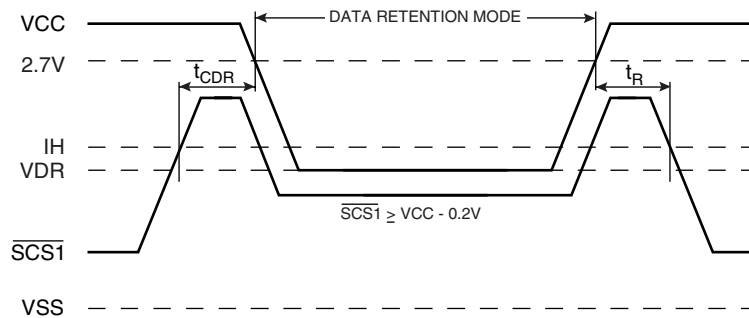 VCC
DATA RETENTION MODE
2.7V
tCDR
tR
IH
VDR
SCS1 ≥ VCC - 0.2V
SCS1
VSS